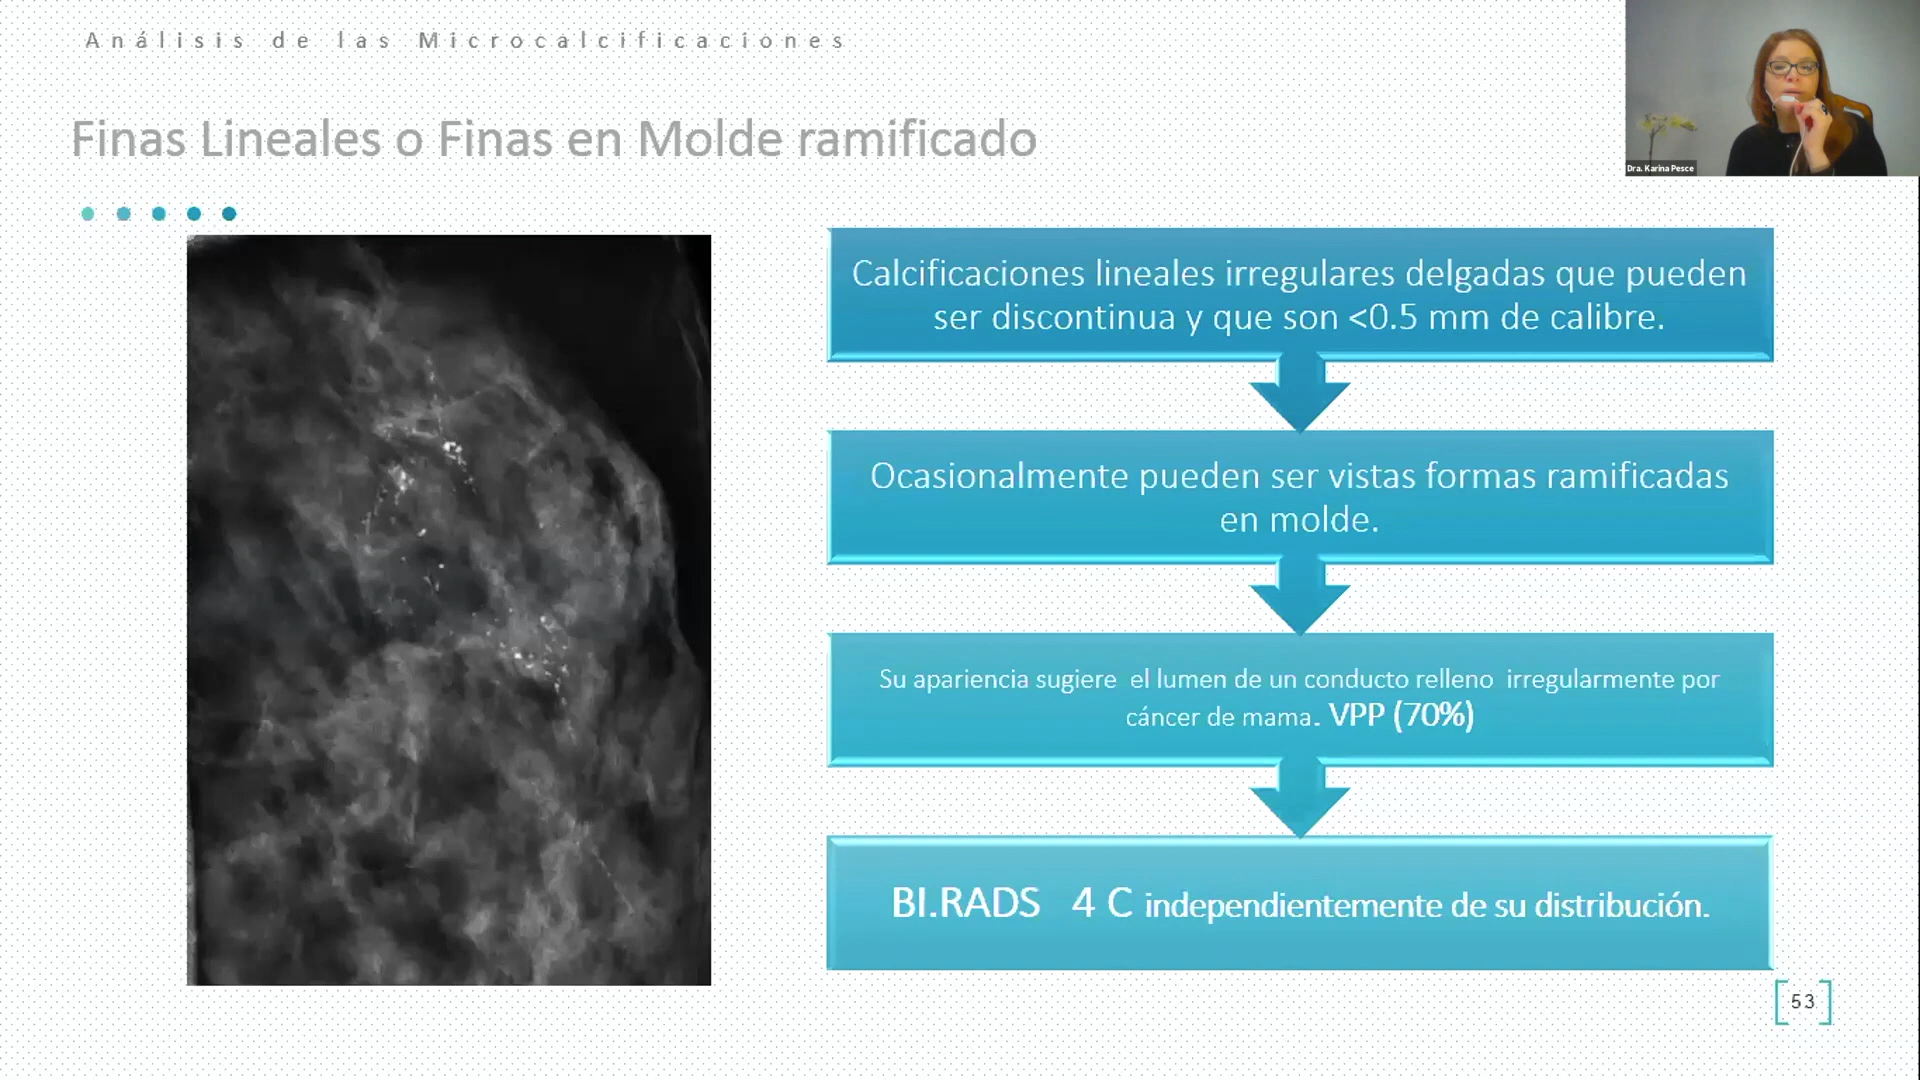 Análisis de las Microcalcificaciones
Dra. Karina Pesce
Finas Lineales o Finas en Molde ramificado
Calcificaciones lineales irregulares delgadas que pueden
ser discontinua y que son <0.5 mm de calibre.
Ocasionalmente pueden ser vistas formas ramificadas
en molde.
Su apariencia sugiere el lumen de un conducto relleno irregularmente por
cáncer de mama. VPP (70%)
BI.RADS 4 C independientemente de su distribución.
53